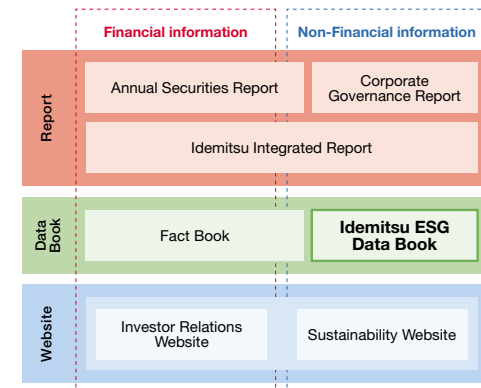 Financial information
Non-Financial information
Report
Annual Securities Report
Corporate
Governance Report
Idemitsu Integrated Report
Data
Book
Fact Book
Idemitsu ESG
Data Book
Website
Investor Relations
Website
Sustainability Website